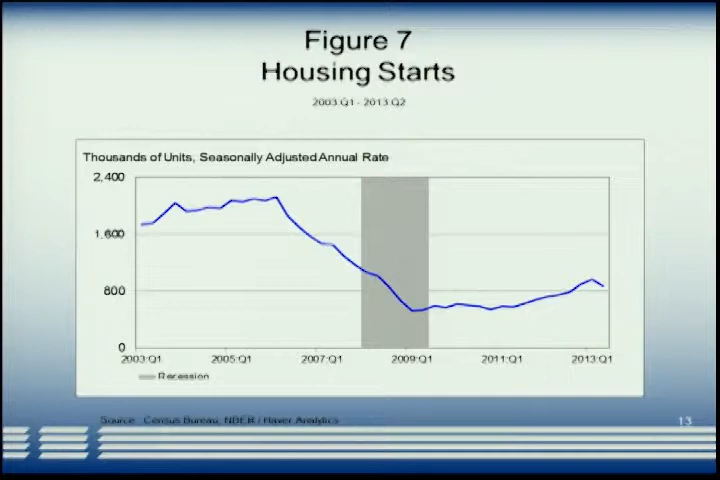 Figure 7
Housing Starts
2003:Q1 - 2013:Q2
Thousands of Units, Seasonally Adjusted Annual Rate
2,400
1,600
800
0
2003:Q1 2005:Q1 2007:Q1 2009:Q1 2011:Q1 2013:Q1
Recession
Source: Census Bureau, NBER / Haver Analytics
13